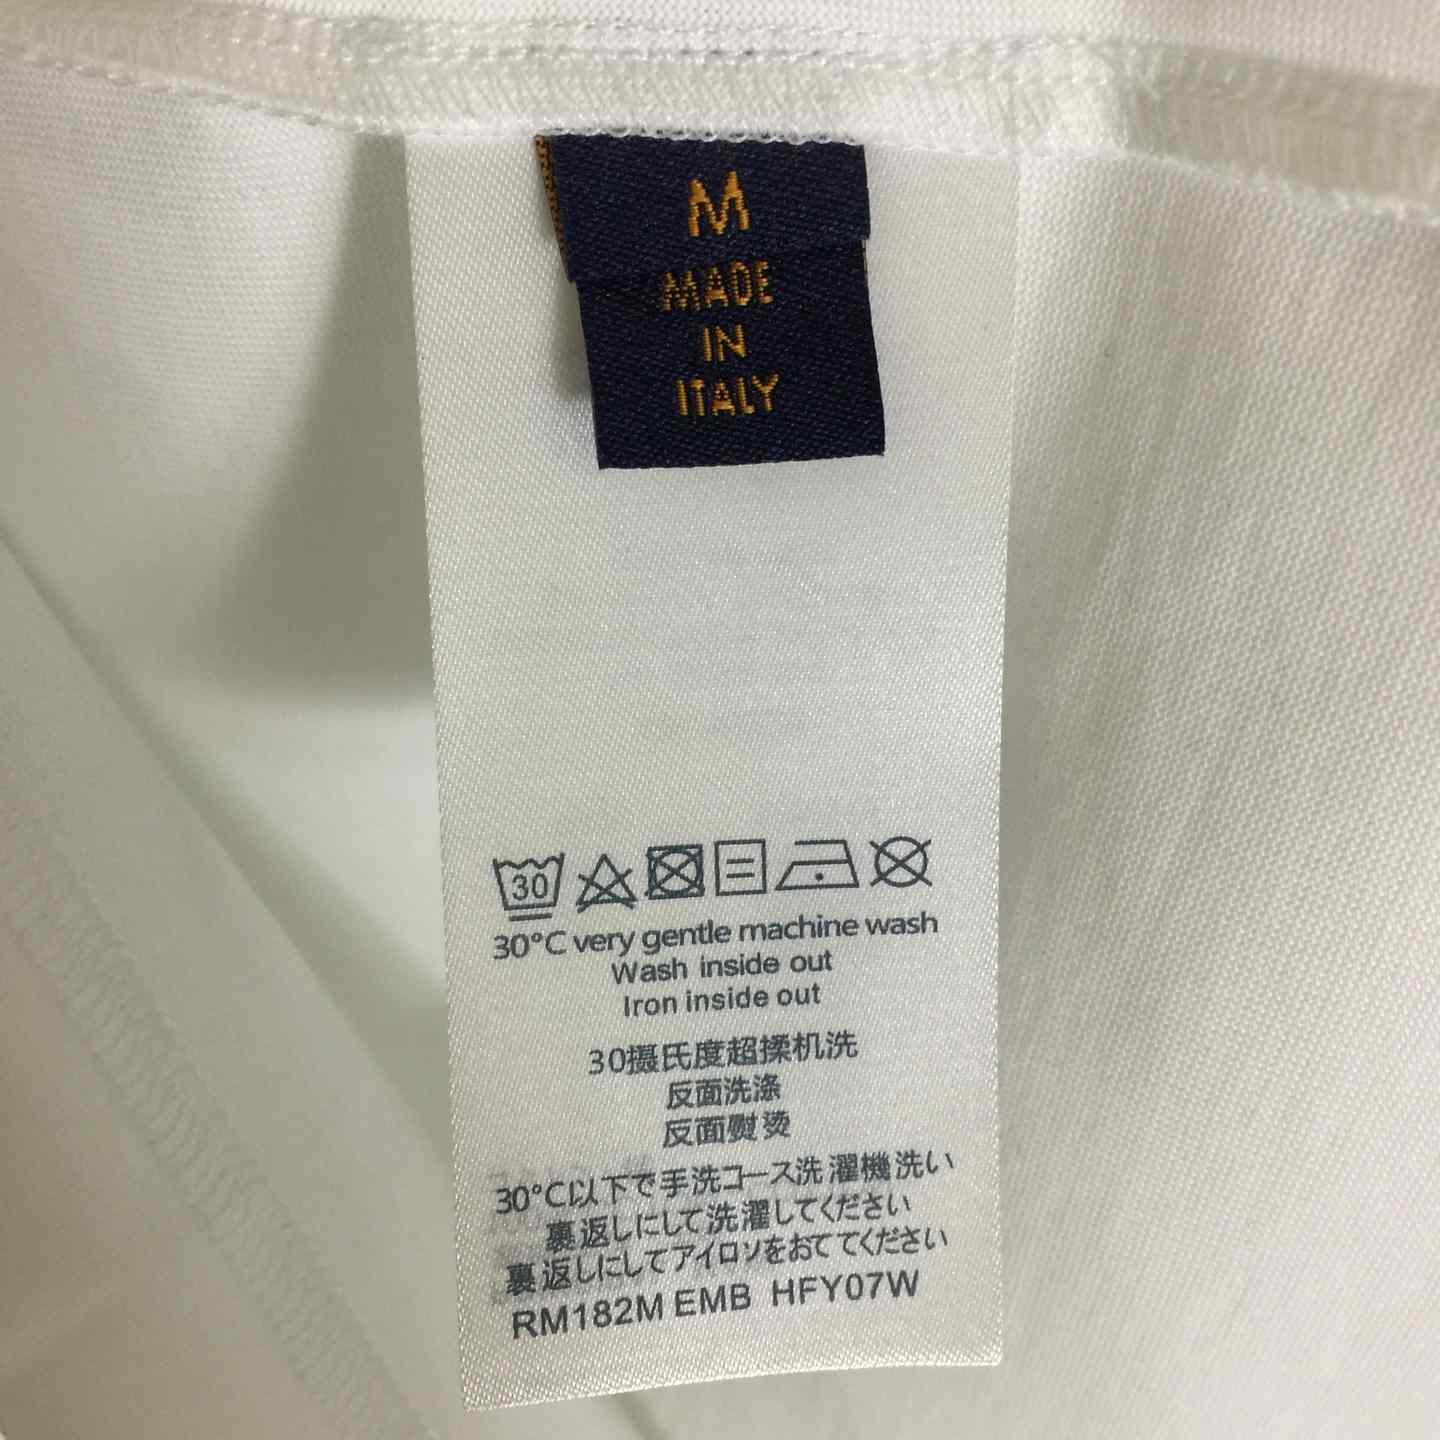 M
MADE
IN
ITALY
30
30°C very gentle machine wash
Wash inside out
Iron inside out
30摄氏度超揉机洗
反面洗涤
反面熨烫
30°C以下で手洗コース洗濯機洗い
裏返しにして洗濯してください
裏返しにしてアイロソをおててください
RM182M EMB HFY07W